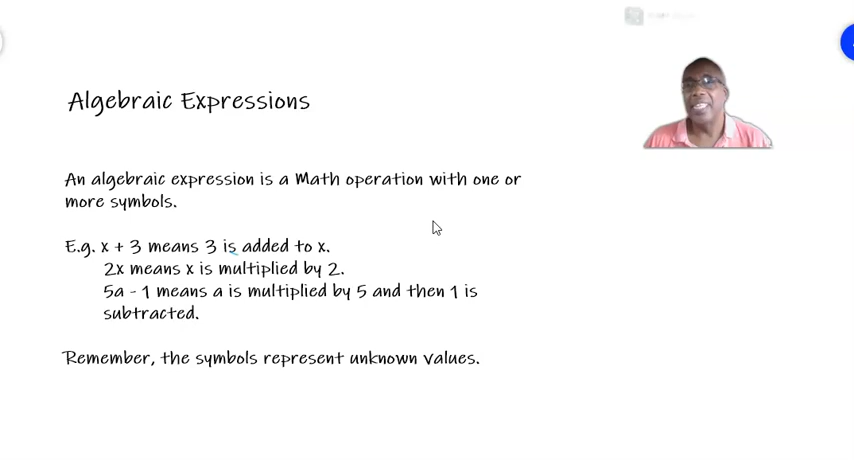 Algebraic Expressions
An algebraic expression is a Math operation with one or
more symbols.
E.g. x + 3 means 3 is added to x.
2x means x is multiplied by 2.
5a - 1 means a is multiplied by 5 and then 1 is
subtracted.
Remember, the symbols represent unknown values.